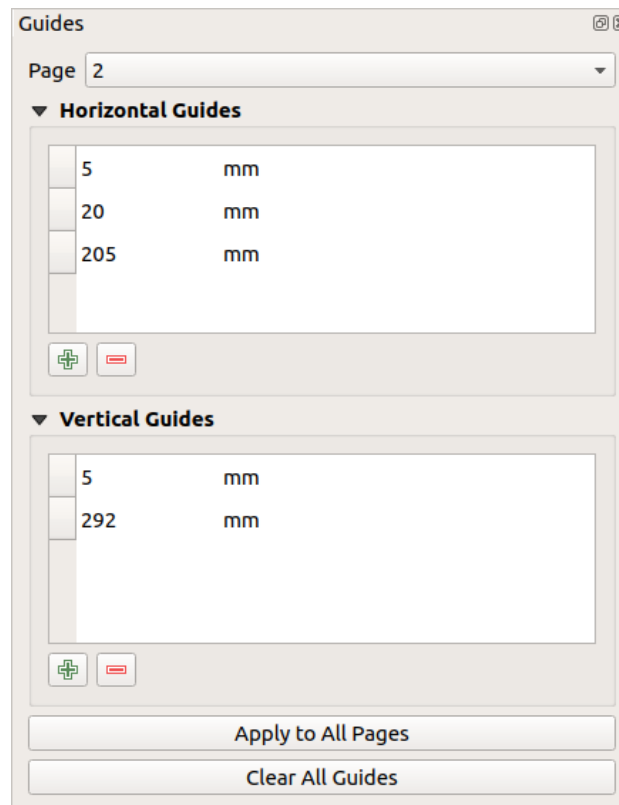 Guides
Page 2
Horizontal Guides
5 mm
20 mm
205 mm
Vertical Guides
5 mm
292 mm
Apply to All Pages
Clear All Guides